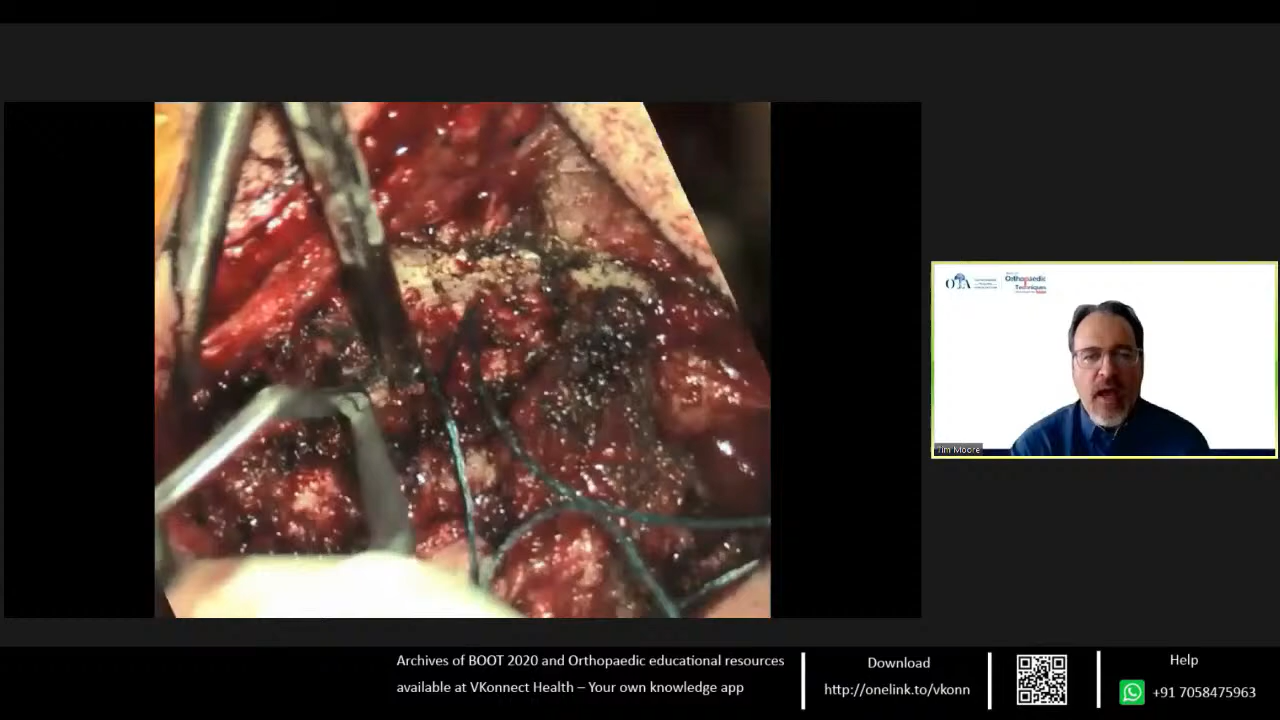 OTA
Orthopaedic
Techniques
Tim Moore
Archives of BOOT 2020 and Orthopaedic educational resources
available at VKonnect Health – Your own knowledge app
Download
http://onelink.to/vkonn
Help
+91 7058475963